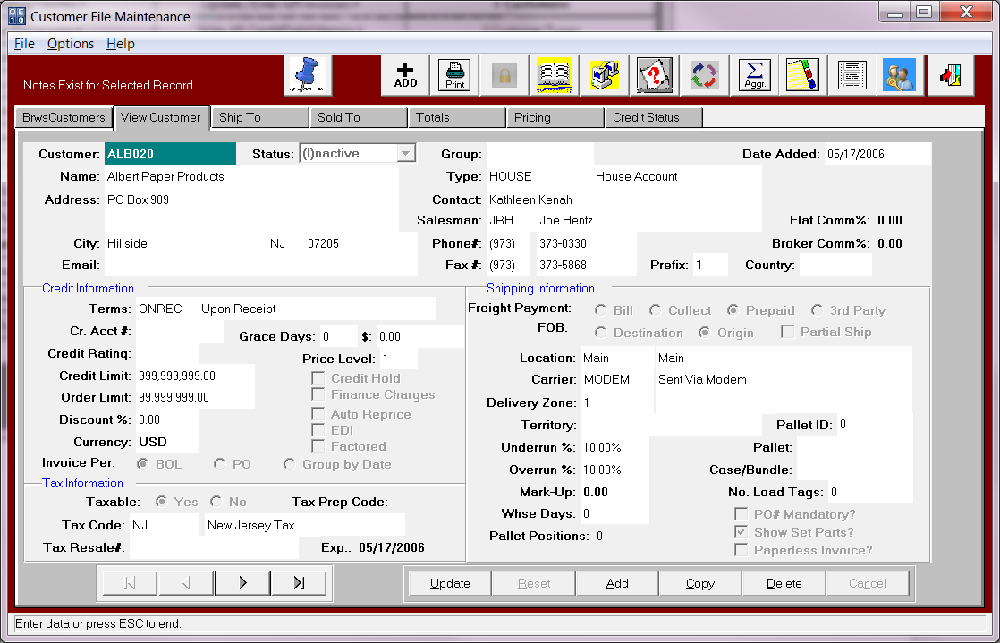 OE
10
Customer File Maintenance
File Options Help
Notes Exist for Selected Record
ADD
Print
Aggr.
BrwsCustomers View Customer Ship To Sold To Totals Pricing Credit Status
Customer: ALB020 Status: (I)nactive Group: Date Added: 05/17/2006
Name: Albert Paper Products Type: HOUSE House Account
Address: PO Box 989 Contact: Kathleen Kenah
Salesman: JRH Joe Hentz Flat Comm%: 0.00
City: Hillside NJ 07205 Phone#: (973) 373-0330 Broker Comm%: 0.00
Email: Fax #: (973) 373-5868 Prefix: 1 Country:
Credit Information
Terms: ONREC Upon Receipt
Cr. Acct #: Grace Days: 0 $: 0.00
Credit Rating: Price Level: 1
Credit Limit: 999,999,999.00 Credit Hold
Order Limit: 99,999,999.00 Finance Charges
Discount %: 0.00 Auto Reprice
EDI
Currency: USD Factored
Invoice Per: BOL PO Group by Date
Tax Information
Taxable: Yes No Tax Prep Code:
Tax Code: NJ New Jersey Tax
Tax Resale#: Exp.: 05/17/2006
Shipping Information
Freight Payment: Bill Collect Prepaid 3rd Party
FOB: Destination Origin Partial Ship
Location: Main Main
Carrier: MODEM Sent Via Modem
Delivery Zone: 1
Territory: Pallet ID: 0
Underrun %: 10.00% Pallet:
Overrun %: 10.00% Case/Bundle:
Mark-Up: 0.00 No. Load Tags: 0
Whse Days: 0 PO# Mandatory?
Show Set Parts?
Pallet Positions: 0 Paperless Invoice?
Update Reset Add Copy Delete Cancel
Enter data or press ESC to end.